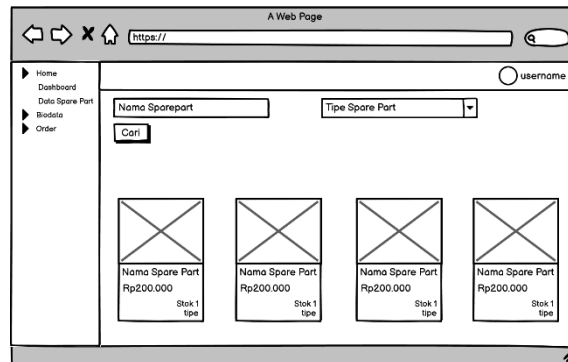 A Web Page
https://
username
Home
Dashboard
Data Spare Part
Biodata
Order
Nama Sparepart
Tipe Spare Part
Cari
Nama Spare Part
Rp200.000
Stok 1
tipe
Nama Spare Part
Rp200.000
Stok 1
tipe
Nama Spare Part
Rp200.000
Stok 1
tipe
Nama Spare Part
Rp200.000
Stok 1
tipe